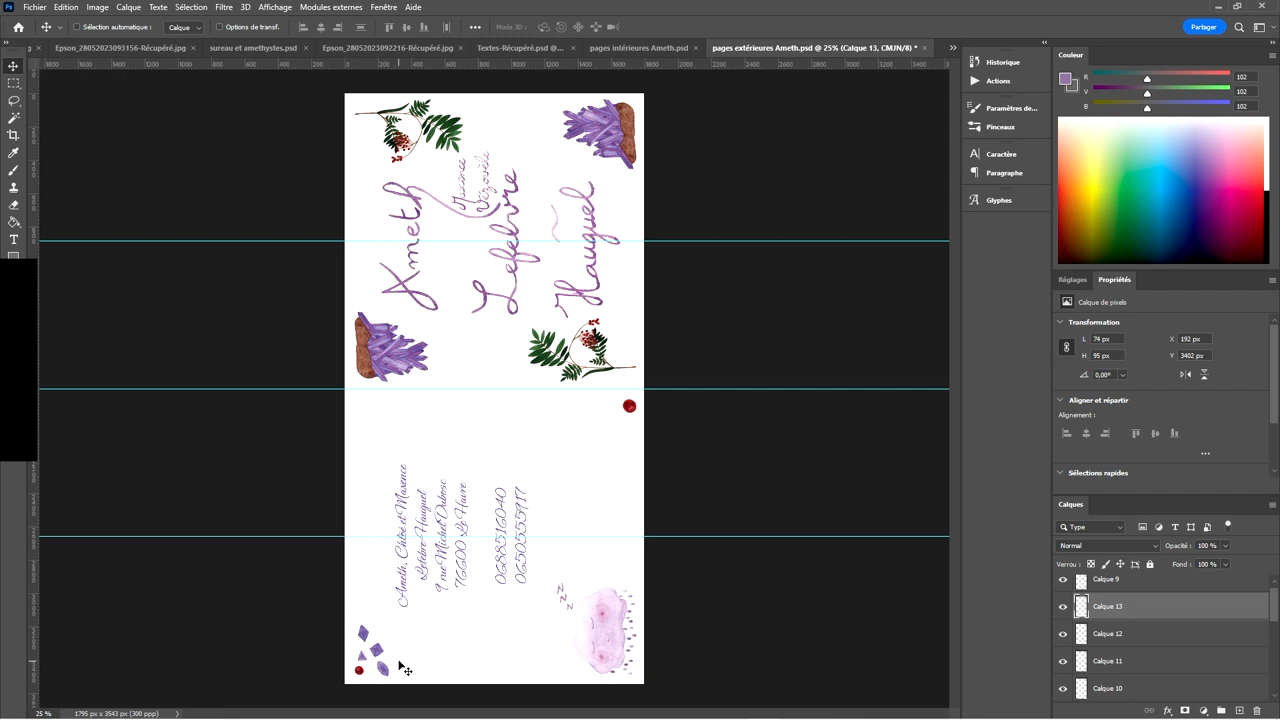 Fichier Edition Image Calque Texte Sélection Filtre 3D Affichage Modules externes Fenêtre Aide
Sélection automatique : Calque Options de transf. Mode 3D : Partager
Epson_28052023093156-Récupéré.jpg sureau et amethystes.psd Epson_28052023092216-Récupéré.jpg Textes-Récupéré.psd @... pages intérieures Ameth.psd pages extérieures Ameth.psd @ 25% (Calque 13, CMJN/8) *
Historique
Actions
Paramètres de...
Pinceaux
Caractère
Paragraphe
Glyphes
Couleur
R 102
V 102
B 102
Réglages Propriétés
Calque de pixels
Transformation
L 74 px X 192 px
H 95 px Y 3402 px
0,00°
Aligner et répartir
Alignement :
Sélections rapides
Calques
Type
Normal Opacité : 100 %
Verrou : Fond : 100 %
Calque 9
Calque 13
Calque 12
Calque 11
Calque 10
Ameth
Maxence
Lefebvre
Hauguel
Ameth, Chloé et Maxence
Lefebre-Hauguel
9 rue Michel Dubosc
76600 Le Havre
0688516040
0650555917
z z z
25 % 1795 px x 3543 px (300 ppp)